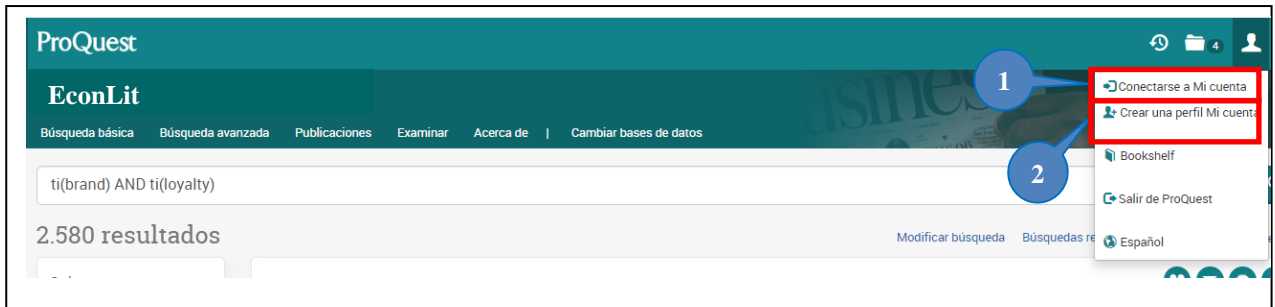 ProQuest
4
EconLit
Búsqueda básica Búsqueda avanzada Publicaciones Examinar Acerca de | Cambiar bases de datos
1
Conectarse a Mi cuenta
Crear una perfil Mi cuenta
2
Bookshelf
Salir de ProQuest
Español
ti(brand) AND ti(loyalty)
2.580 resultados
Modificar búsqueda Búsquedas re